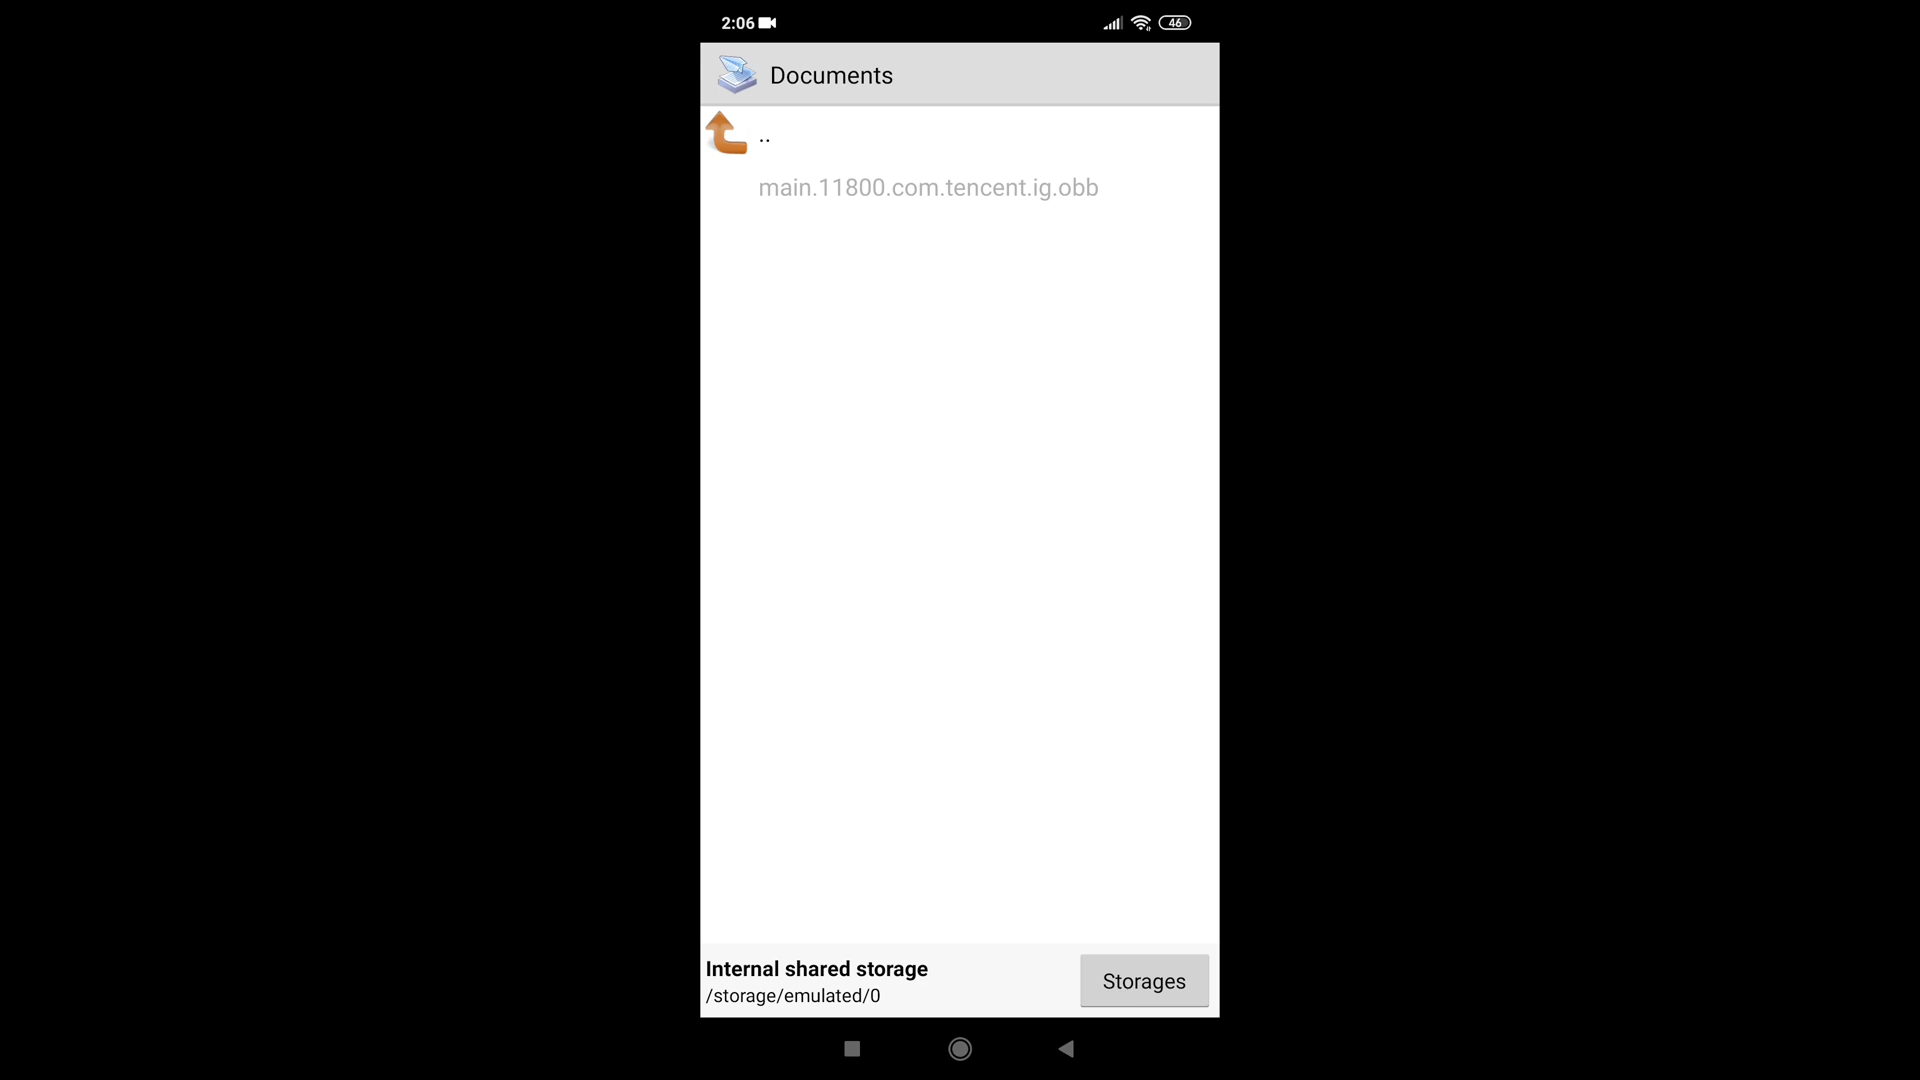 2:06
46
Documents
..
main.11800.com.tencent.ig.obb
Internal shared storage
/storage/emulated/0
Storages